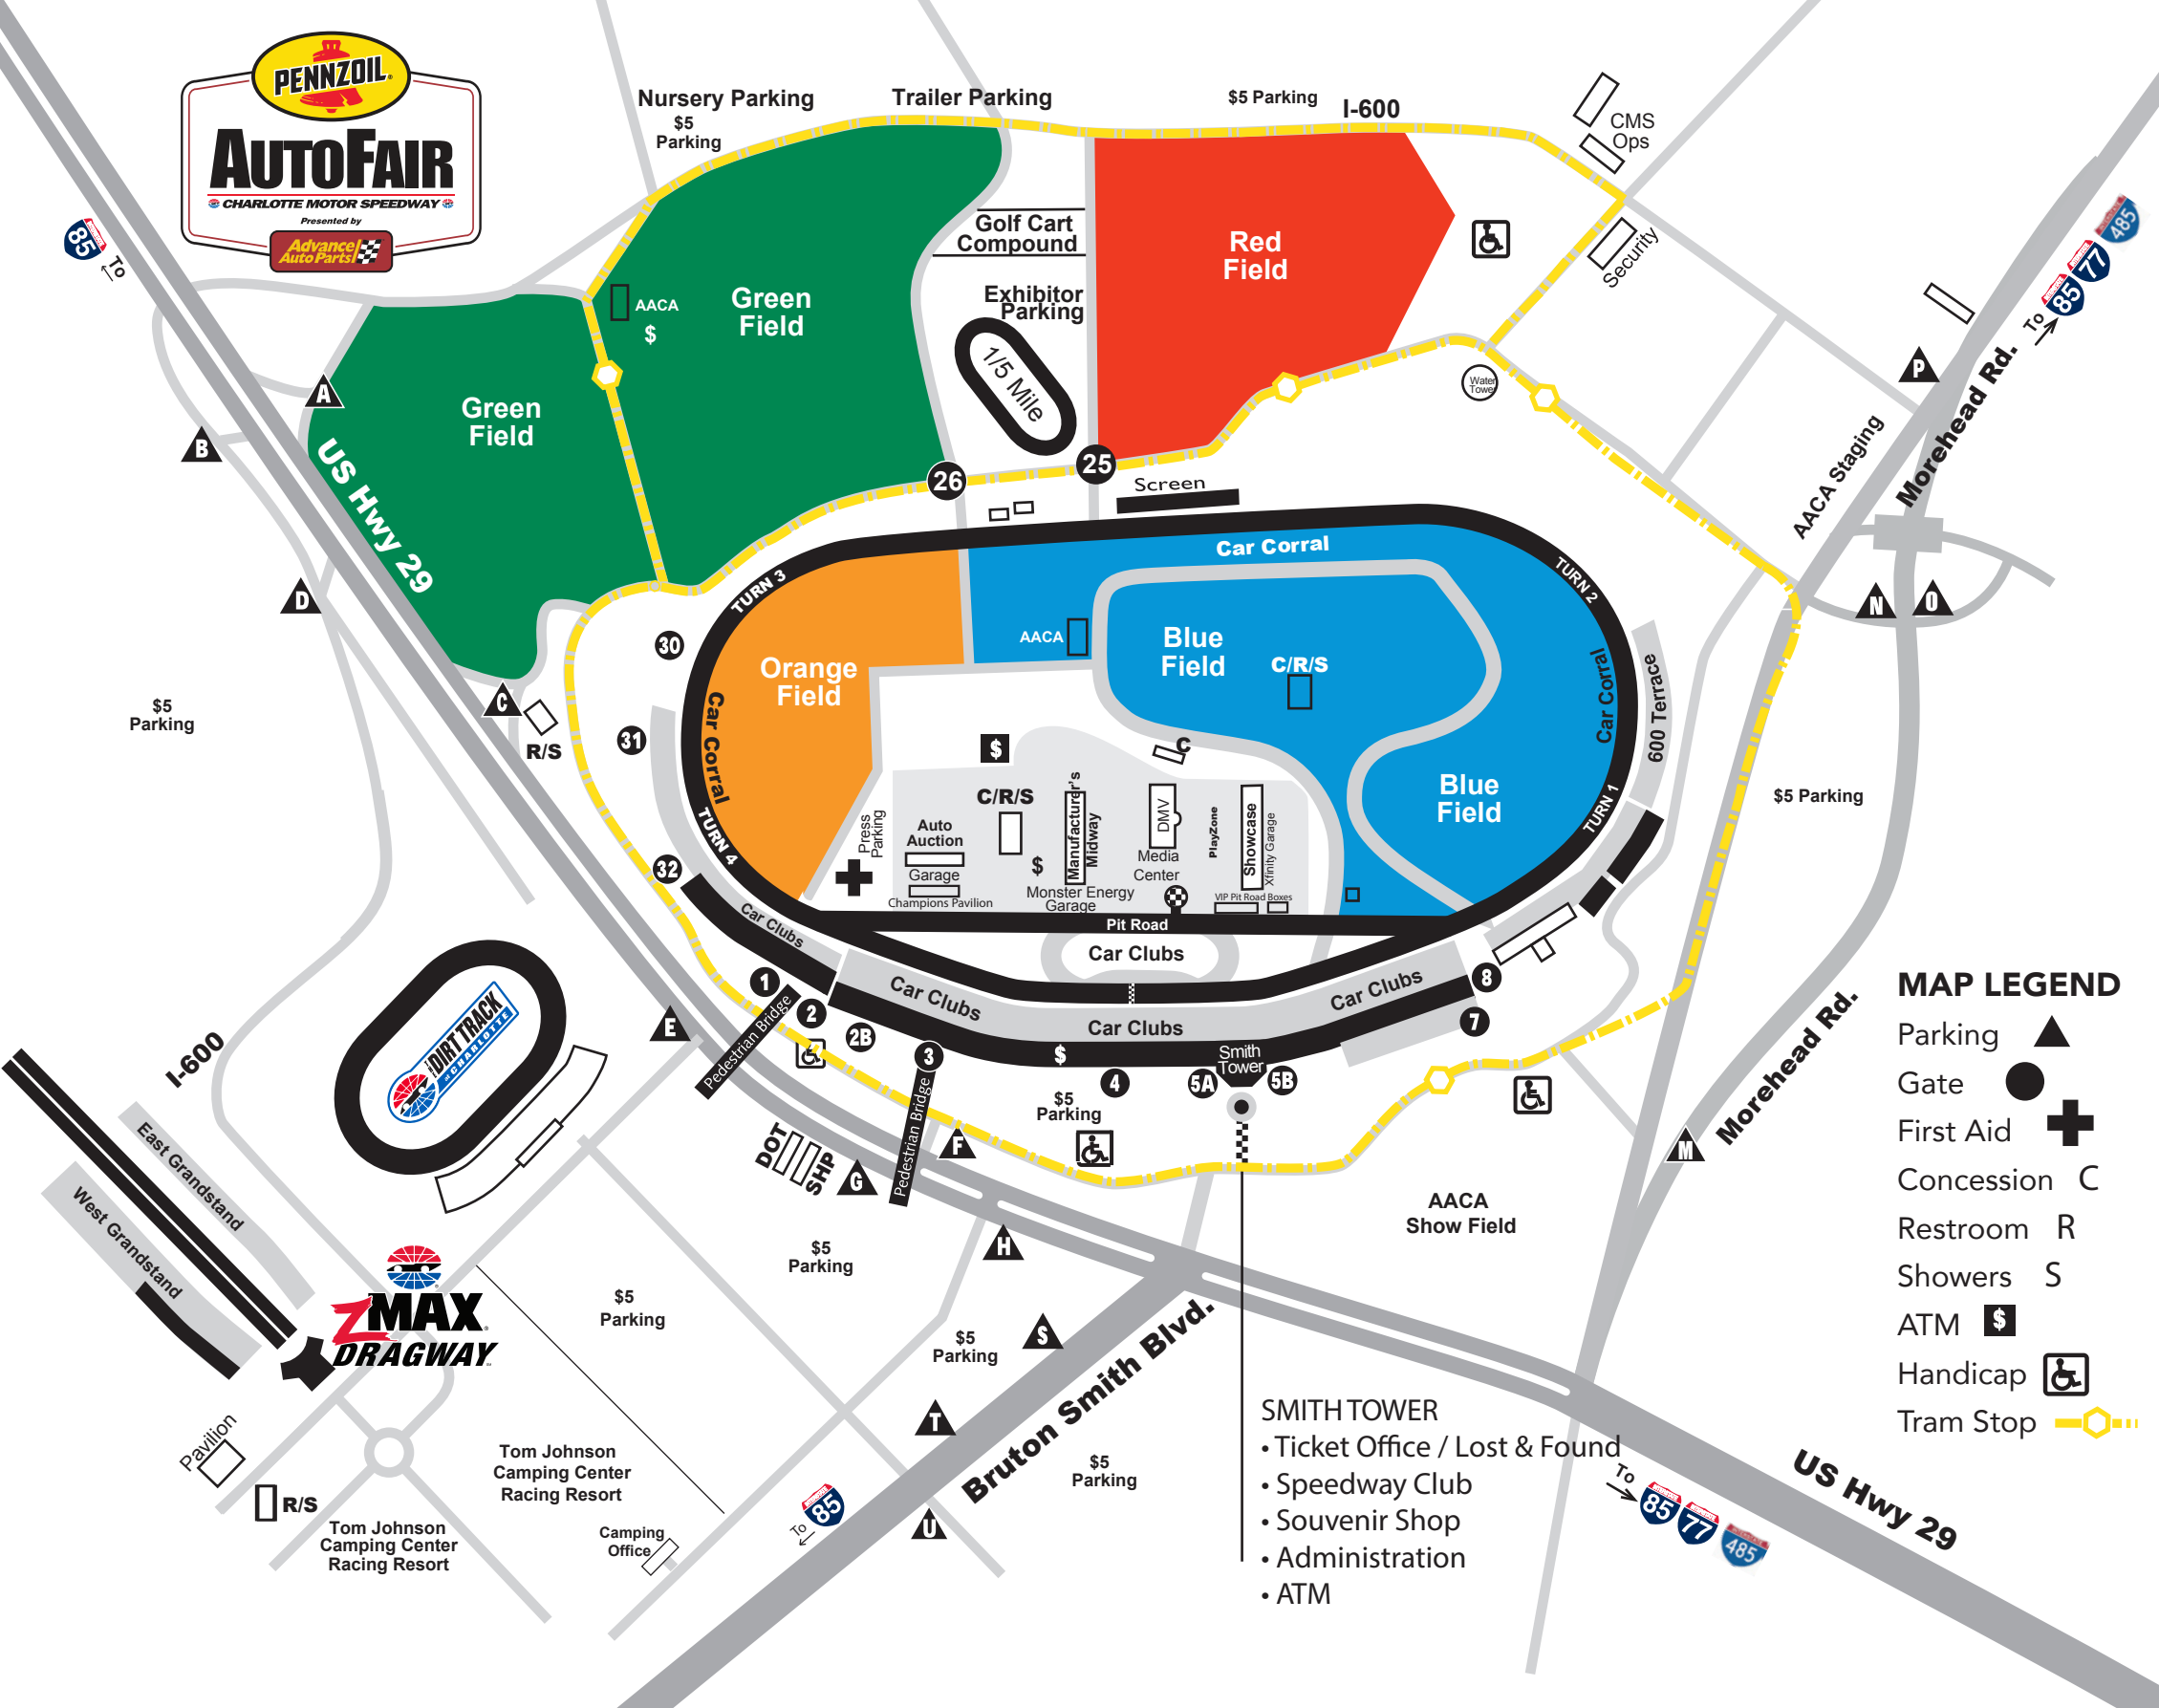 PENNZOIL
AUTOFAIR
CHARLOTTE MOTOR SPEEDWAY
Presented by
Advance
Auto Parts
Nursery Parking
$5
Parking
Trailer Parking
$5 Parking
I-600
CMS
Ops
Security
485
77
85
To
85
To
Golf Cart
Compound
Exhibitor
Parking
1/5 Mile
Red
Field
Green
Field
AACA
$
Green
Field
Water
Tower
P
Morehead Rd.
AACA Staging
A
B
US Hwy 29
D
C
R/S
$5
Parking
26
25
Screen
N
O
Car Corral
TURN 3
TURN 2
30
31
32
Orange
Field
Car Corral
TURN 4
AACA
Blue
Field
C/R/S
Blue
Field
Car Corral
TURN 1
600 Terrace
$5 Parking
$
C
C/R/S
Press
Parking
Auto
Auction
Garage
Champions Pavilion
$
Manufacturer's
Midway
Monster Energy
Garage
DMV
Media
Center
PlayZone
Showcase
Xfinity Garage
VIP Pit Road Boxes
Pit Road
Car Clubs
Car Clubs
Car Clubs
Car Clubs
Car Clubs
1
2
2B
3
4
5A
5B
7
8
$
Smith
Tower
Pedestrian Bridge
Pedestrian Bridge
E
F
G
H
DOT
SHP
$5
Parking
M
Morehead Rd.
AACA
Show Field
I-600
DIRT TRACK
CHARLOTTE
East Grandstand
West Grandstand
ZMAX
DRAGWAY
$5
Parking
$5
Parking
$5
Parking
S
T
U
Bruton Smith Blvd.
$5
Parking
Pavilion
R/S
Tom Johnson
Camping Center
Racing Resort
Tom Johnson
Camping Center
Racing Resort
Camping
Office
To
85
SMITH TOWER
• Ticket Office / Lost & Found
• Speedway Club
• Souvenir Shop
• Administration
• ATM
To
85
77
485
US Hwy 29
MAP LEGEND
Parking
Gate
First Aid
Concession C
Restroom R
Showers S
ATM $
Handicap
Tram Stop